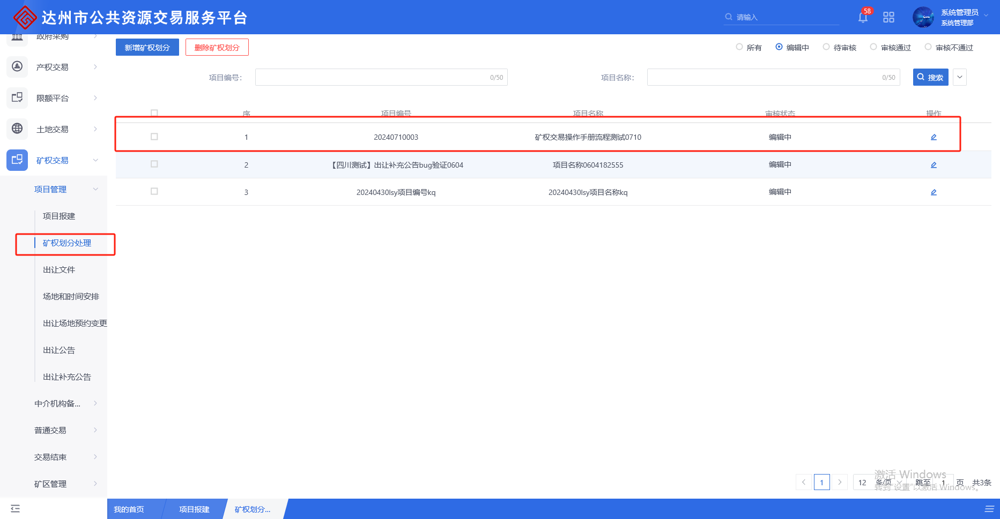 达州市公共资源交易服务平台
请输入
58
系统管理员
系统管理部
政府采购
产权交易
限额平台
土地交易
矿权交易
项目管理
项目报建
矿权划分处理
出让文件
场地和时间安排
出让场地预约变更
出让公告
出让补充公告
中介机构备...
普通交易
交易结束
矿区管理
新增矿权划分 删除矿权划分
所有 编辑中 待审核 审核通过 审核不通过
项目编号： 0/50 项目名称： 0/50 搜索
序 项目编号 项目名称 审核状态 操作
1 20240710003 矿权交易操作手册流程测试0710 编辑中
2 【四川测试】出让补充公告bug验证0604 项目名称0604182555 编辑中
3 20240430lsy项目编号kq 20240430lsy项目名称kq 编辑中
激活 Windows
转到"设置"以激活 Windows。
1 12 条/页 跳至 1 页 共3条
我的首页 项目报建 矿权划分...